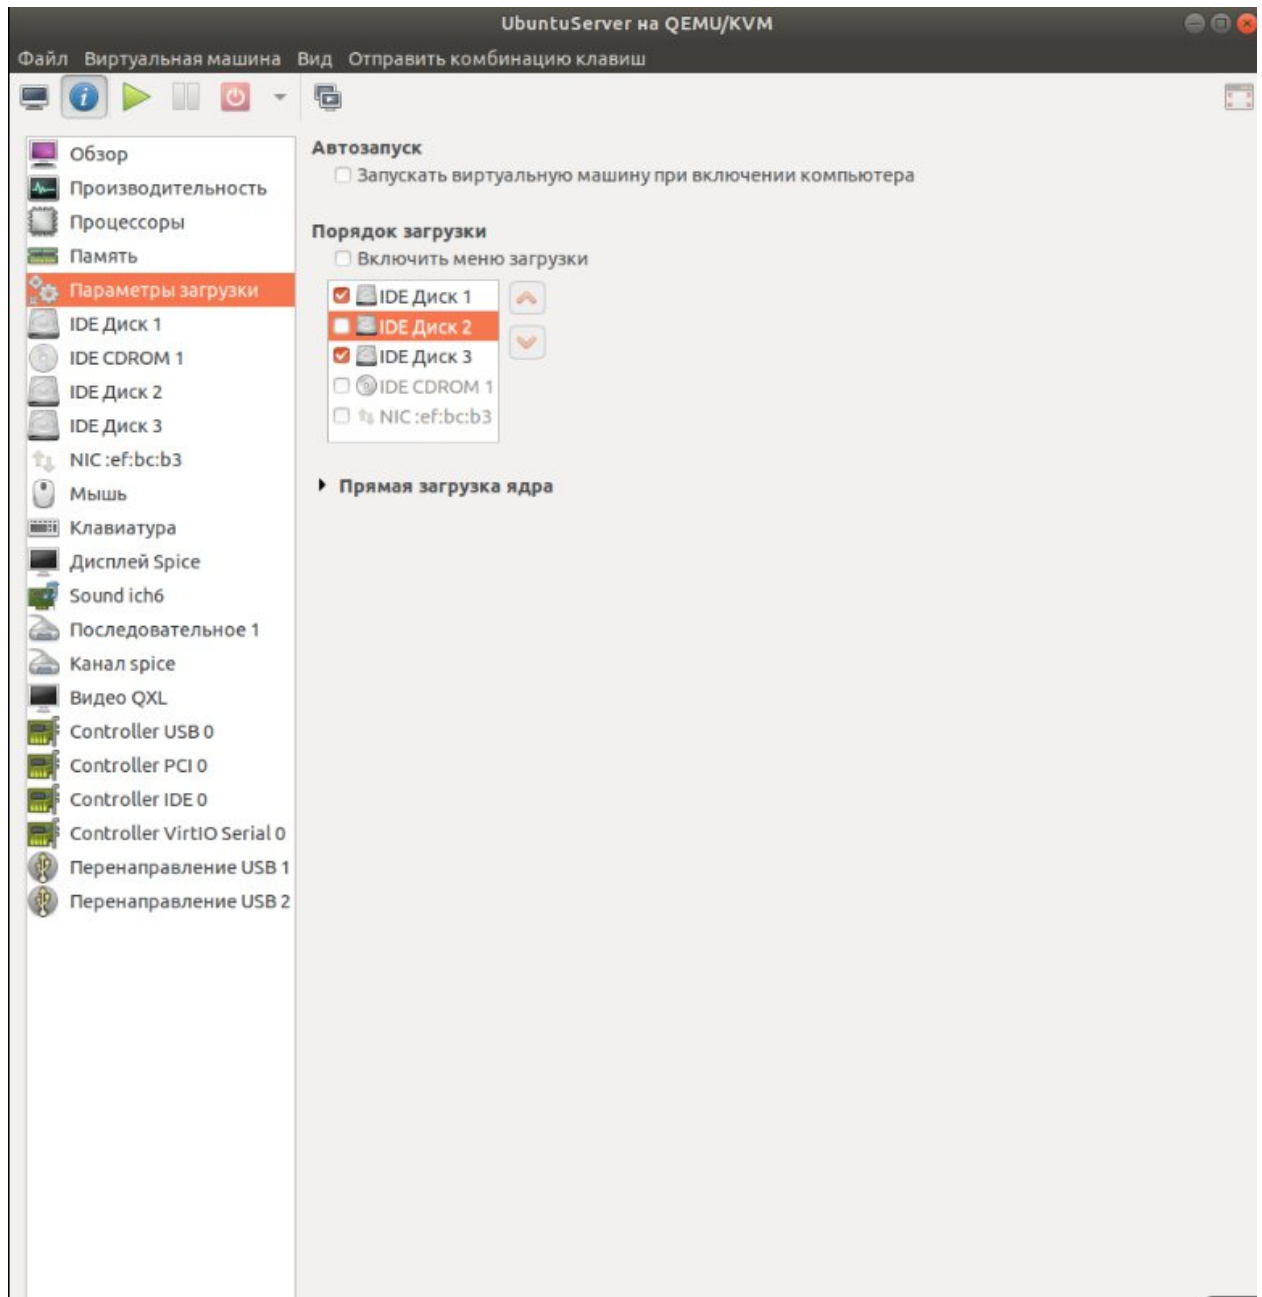 UbuntuServer на QEMU/KVM
Файл Виртуальная машина Вид Отправить комбинацию клавиш
Обзор
Производительность
Процессоры
Память
Параметры загрузки
IDE Диск 1
IDE CDROM 1
IDE Диск 2
IDE Диск 3
NIC :ef:bc:b3
Мышь
Клавиатура
Дисплей Spice
Sound ich6
Последовательное 1
Канал spice
Видео QXL
Controller USB 0
Controller PCI 0
Controller IDE 0
Controller VirtIO Serial 0
Перенаправление USB 1
Перенаправление USB 2
Автозапуск
Запускать виртуальную машину при включении компьютера
Порядок загрузки
Включить меню загрузки
IDE Диск 1
IDE Диск 2
IDE Диск 3
IDE CDROM 1
NIC :ef:bc:b3
Прямая загрузка ядра